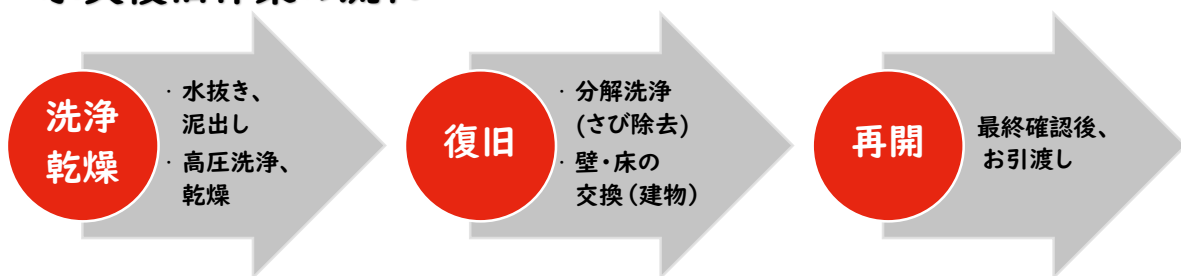 洗浄
乾燥
・水抜き、
泥出し
・高圧洗浄、
乾燥
復旧
・分解洗浄
(さび除去)
・壁・床の
交換(建物)
再開
最終確認後、
お引渡し